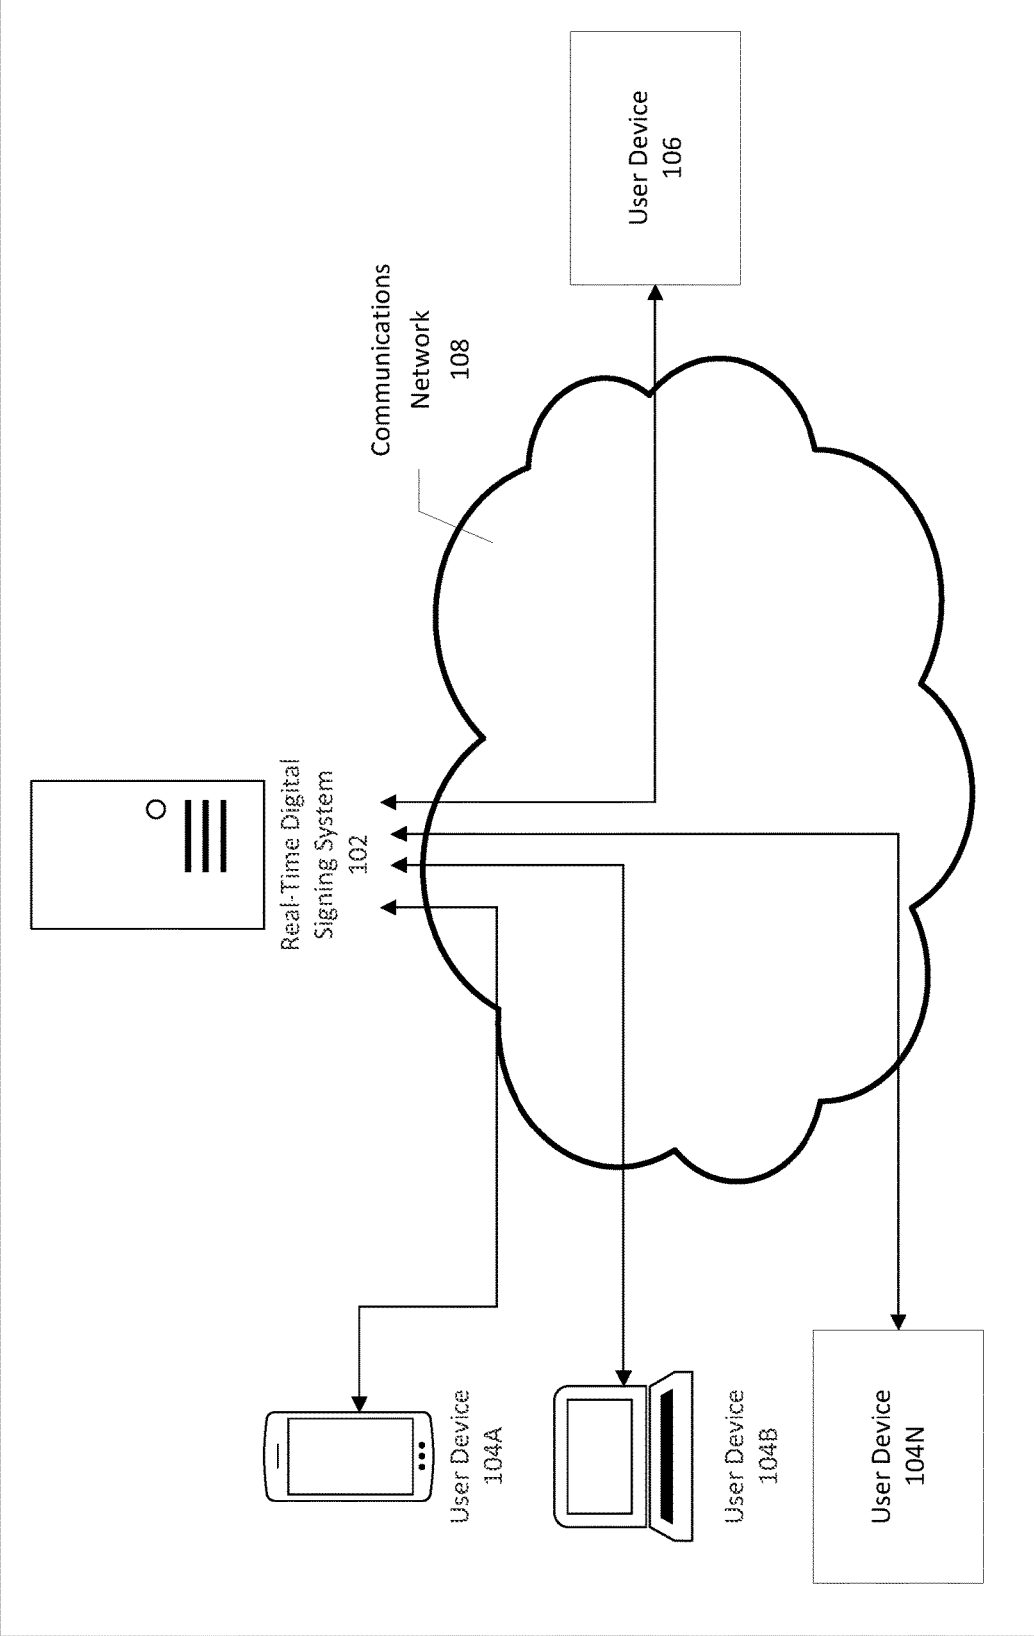 Real-Time Digital
Signing System
102
Communications
Network
108
User Device
104A
User Device
104B
User Device
104N
User Device
106